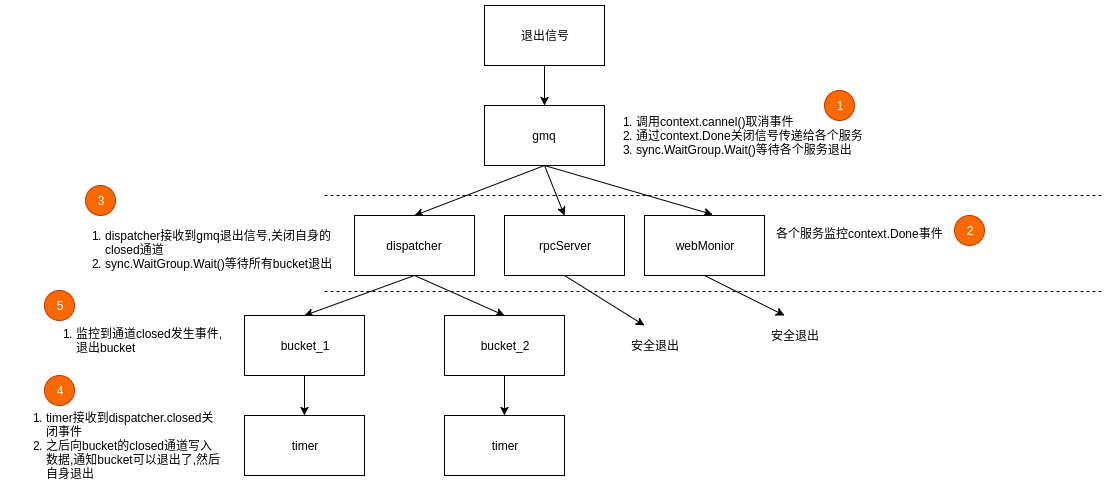 退出信号
gmq
1
1. 调用context.cannel()取消事件
2. 通过context.Done关闭信号传递给各个服务
3. sync.WaitGroup.Wait()等待各个服务退出
3
1. dispatcher接收到gmq退出信号,关闭自身的
closed通道
2. sync.WaitGroup.Wait()等待所有bucket退出
dispatcher
rpcServer
webMonior
各个服务监控context.Done事件
2
5
1. 监控到通道closed发生事件,
退出bucket
bucket_1
bucket_2
安全退出
安全退出
4
1. timer接收到dispatcher.closed关
闭事件
2. 之后向bucket的closed通道写入
数据,通知bucket可以退出了,然后
自身退出
timer
timer